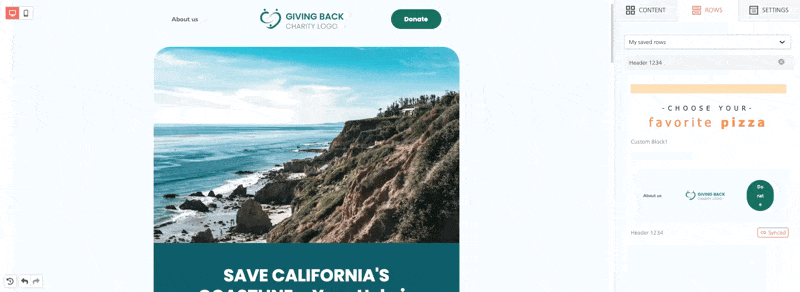 About us
GIVING BACK
CHARITY LOGO
Donate
SAVE CALIFORNIA'S
CONTENT
ROWS
SETTINGS
My saved rows
Header 1234
-CHOOSE YOUR-
favorite pizza
Custom Block1
About us
GIVING BACK
CHARITY LOGO
Do
nat
e
Header 1234
Synced